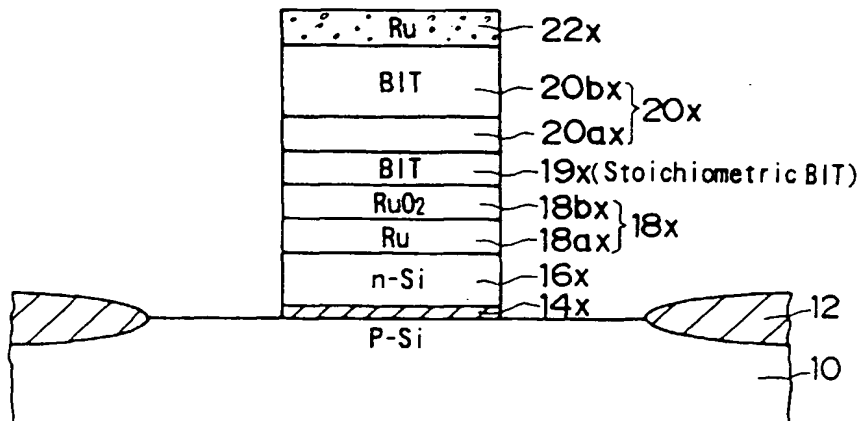 Ru 22x
BIT 20bx
20x
20ax
BIT 19x(Stoichiometric BIT)
RuO2 18bx
18x
Ru 18ax
n-Si 16x
14x
12
P-Si
10